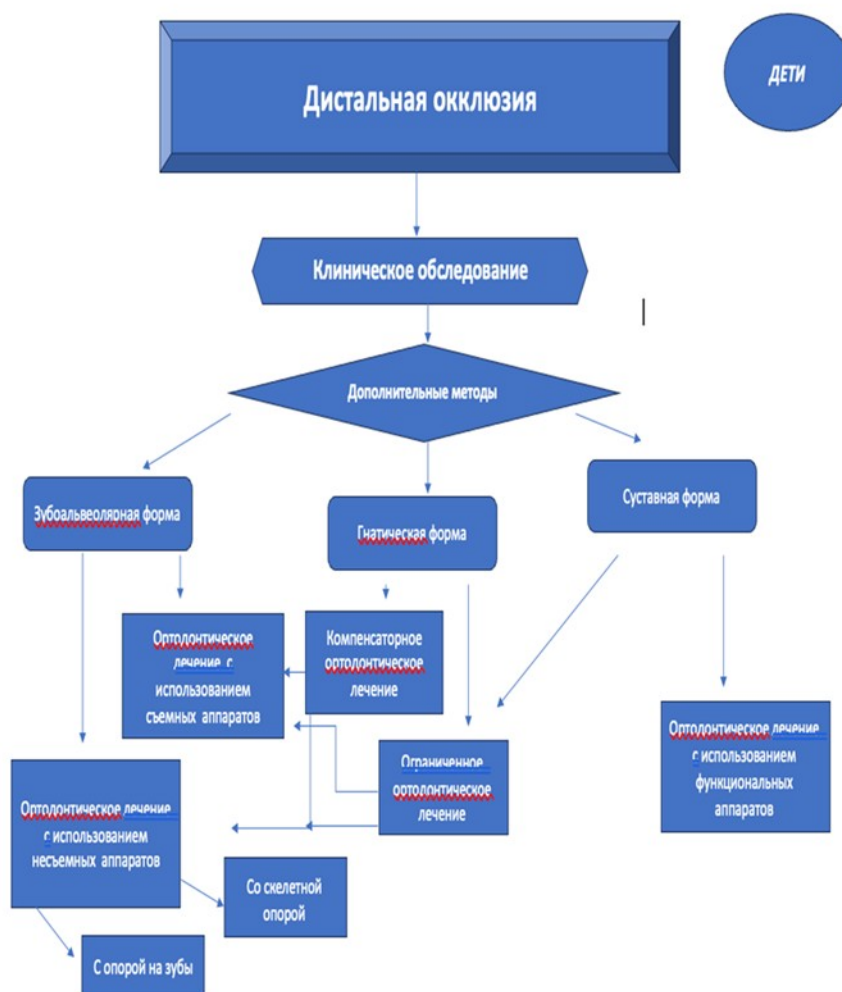 Дистальная окклюзия
ДЕТИ
Клиническое обследование
Дополнительные методы
Зубоальвеолярная форма
Гнатическая форма
Суставная форма
Ортодонтическое
лечение с
использованием
съемных аппаратов
Компенсаторное
ортодонтическое
лечение
Ограниченное
ортодонтическое
лечение
Ортодонтическое лечение
с использованием
функциональных
аппаратов
Ортодонтическое лечение
с использованием
несъемных аппаратов
Со скелетной
опорой
С опорой на зубы